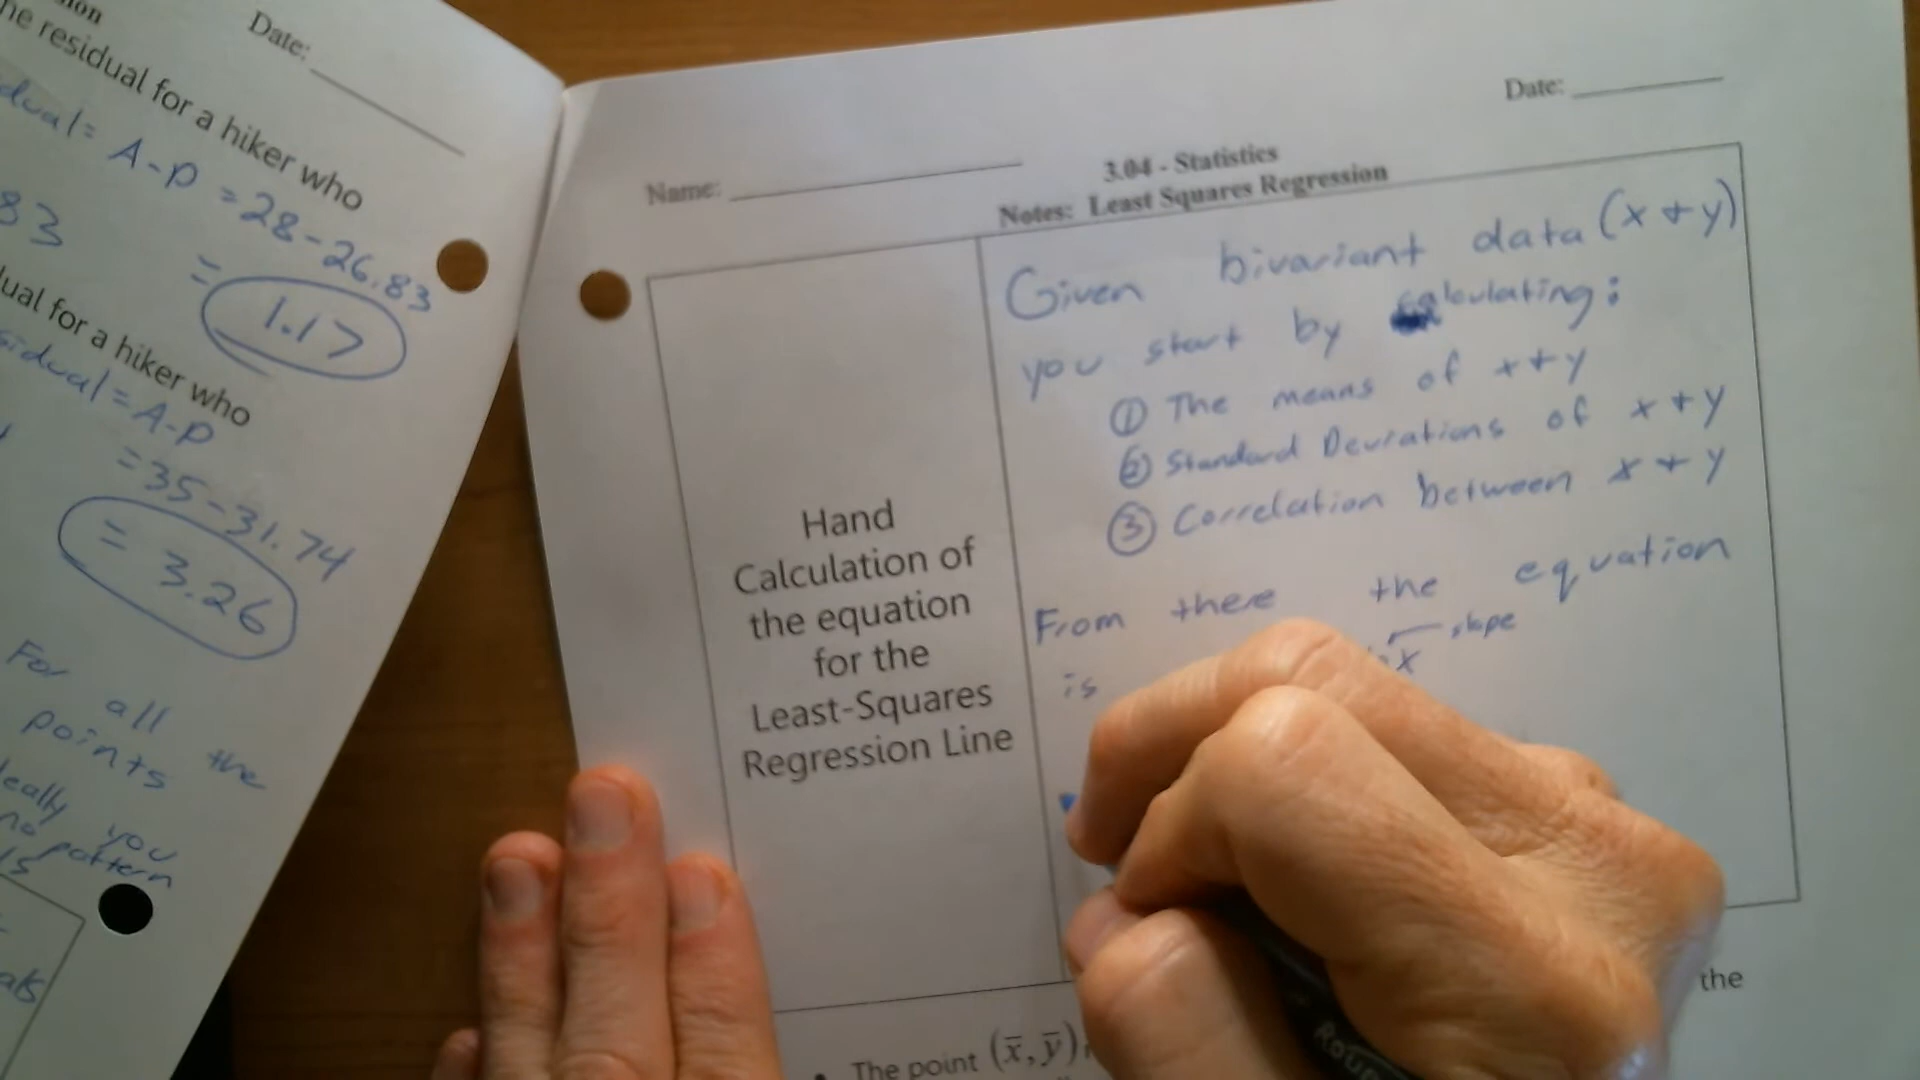 Date:
he residual for a hiker who
dual = A-P = 28-26.83
83
= 1.17
ual for a hiker who
sidual = A-P
= 35-31.74
= 3.26
For all the
points
you
no pattern
Name:
Date:
3.04 - Statistics
Notes: Least Squares Regression
Hand
Calculation of
the equation
for the
Least-Squares
Regression Line
Given bivariant data (x + y)
you start by calculating:
① The means of x + y
② Standard Deviations of x + y
③ Correlation between x + y
From there the equation
slope
is x
the
• The point (x̄, ȳ)